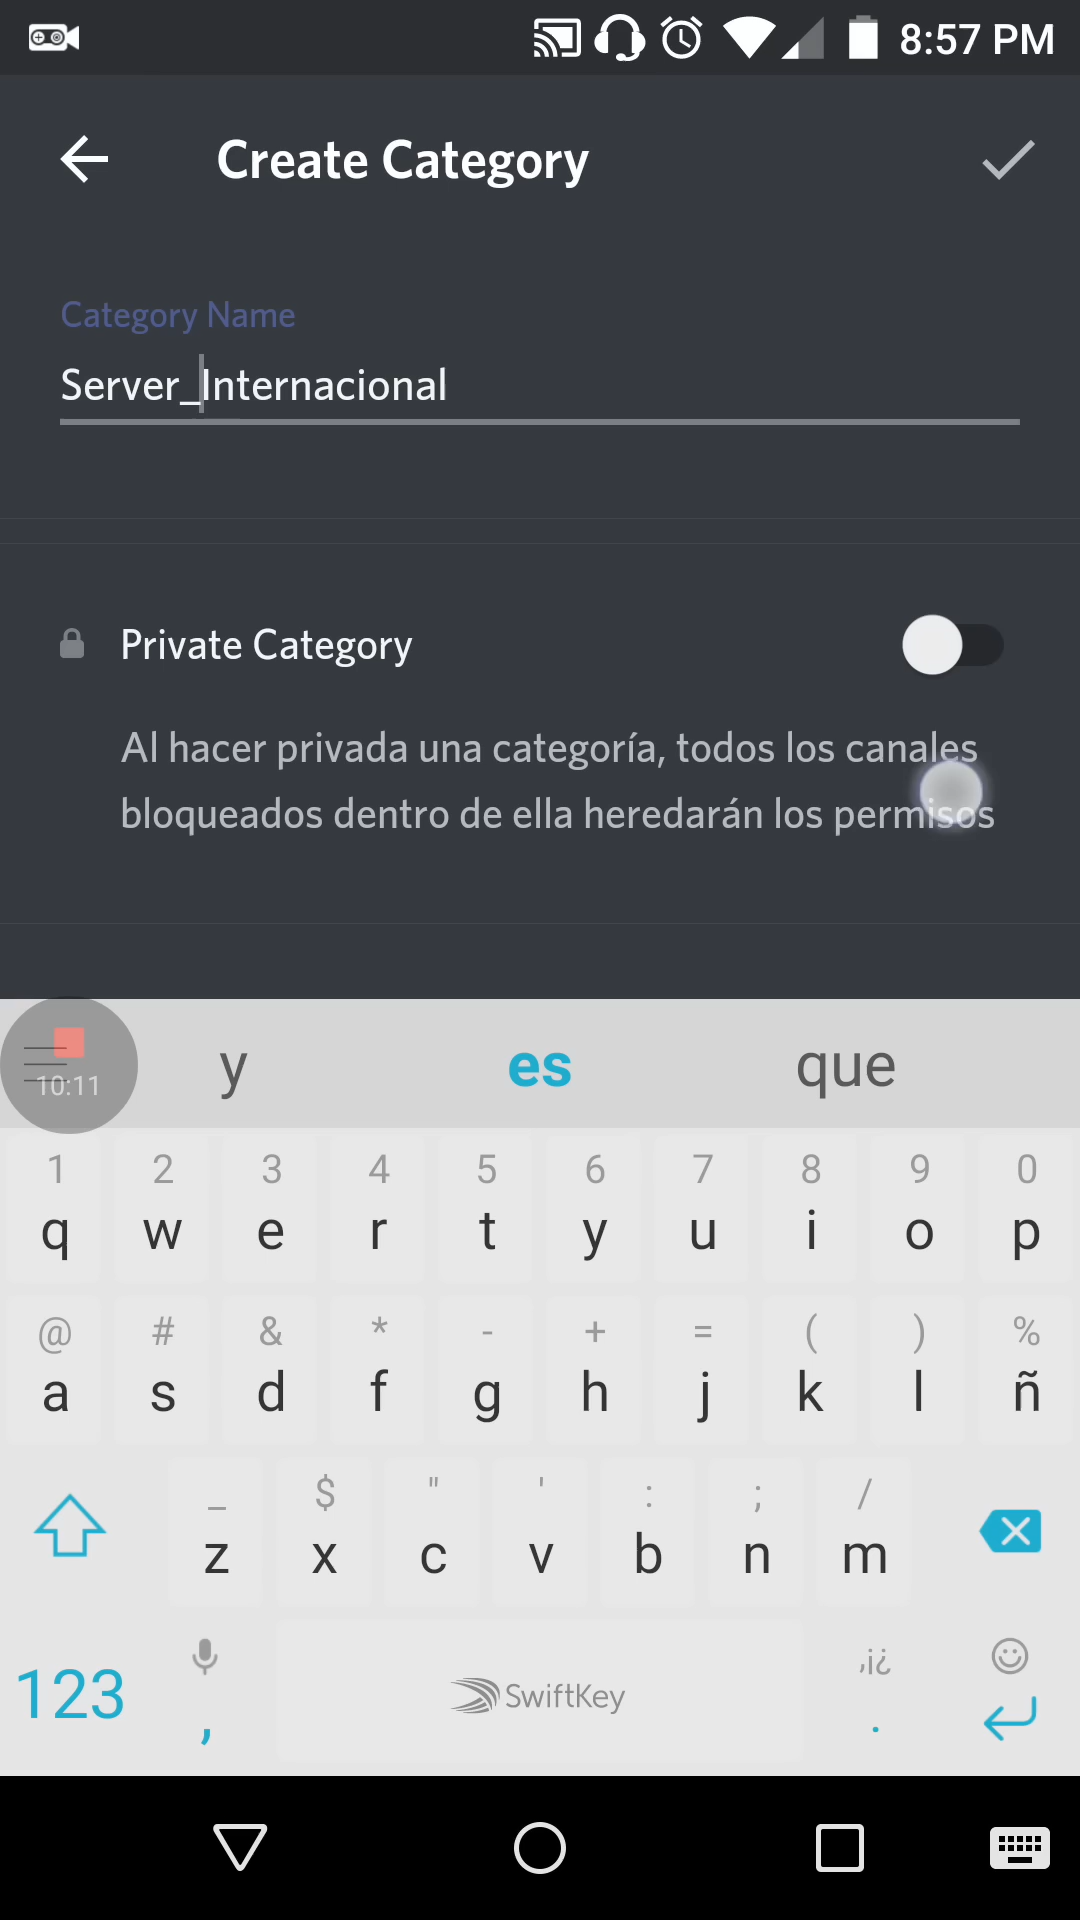 8:57 PM
Create Category
Category Name
Server_Internacional
Private Category
Al hacer privada una categoría, todos los canales
bloqueados dentro de ella heredarán los permisos
10:11
y es que
1 2 3 4 5 6 7 8 9 0
q w e r t y u i o p
@ # & * - + = ( ) %
a s d f g h j k l ñ
_ $ " ' : ; /
z x c v b n m
,¡¿
123 , SwiftKey .